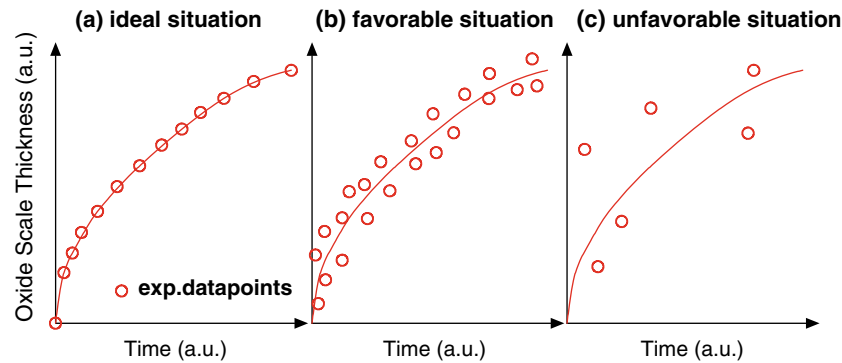 (a) ideal situation
(b) favorable situation
(c) unfavorable situation
Oxide Scale Thickness (a.u.)
exp.datapoints
Time (a.u.)
Time (a.u.)
Time (a.u.)